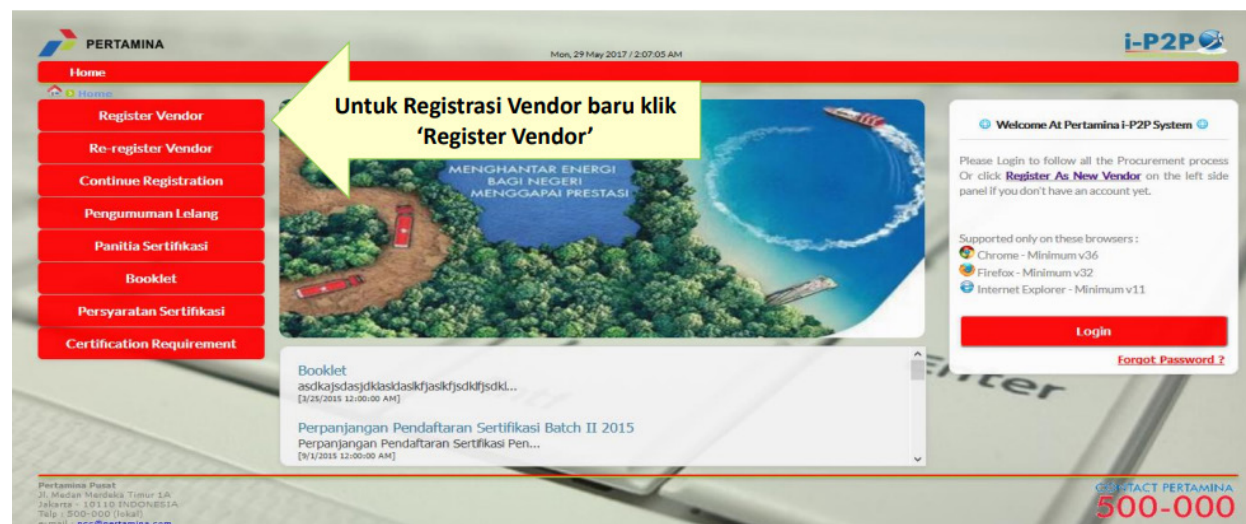 PERTAMINA
Mon, 29 May 2017 / 2:07:05 AM
i-P2P
Home
Home
Register Vendor
Re-register Vendor
Continue Registration
Pengumuman Lelang
Panitia Sertifikasi
Booklet
Persyaratan Sertifikasi
Certification Requirement
Untuk Registrasi Vendor baru klik
‘Register Vendor’
MENGHANTAR ENERGI
BAGI NEGERI
MENGGAPAI PRESTASI
Welcome At Pertamina i-P2P System
Please Login to follow all the Procurement process
Or click Register As New Vendor on the left side
panel if you don't have an account yet.
Supported only on these browsers :
Chrome - Minimum v36
Firefox - Minimum v32
Internet Explorer - Minimum v11
Login
Forgot Password ?
Booklet
[3/25/2015 12:00:00 AM]
Perpanjangan Pendaftaran Sertifikasi Batch II 2015
Perpanjangan Pendaftaran Sertifikasi Pen...
[9/1/2015 12:00:00 AM]
Enter
Pertamina Pusat
Jl. Medan Merdeka Timur 1A
Jakarta - 10110 INDONESIA
Telp : 500-000 (lokal)
e-mail : pcc@pertamina.com
CONTACT PERTAMINA
500-000